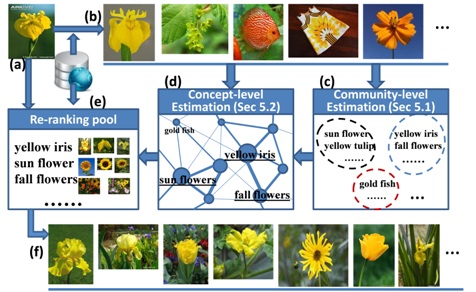 (a)
(b)
(e)
(d)
(c)
Concept-level
Estimation (Sec 5.2)
Community-level
Estimation (Sec 5.1)
Re-ranking pool
yellow iris
sun flower
fall flowers
......
gold fish
yellow iris
sun flowers
fall flowers
sun flower
yellow tulip
......
yellow iris
fall flowers
......
gold fish
......
...
(f)
...
...